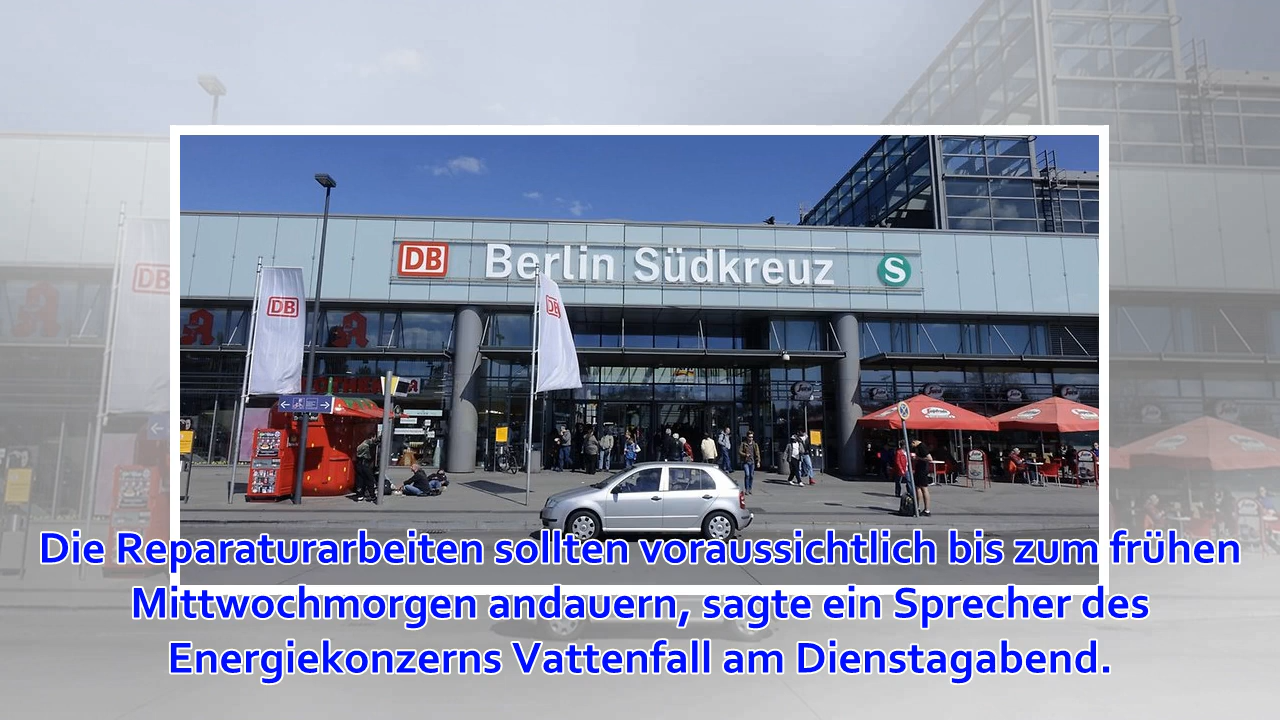 DB Berlin Südkreuz S
DB
DB
Die Reparaturarbeiten sollten voraussichtlich bis zum frühen
Mittwochmorgen andauern, sagte ein Sprecher des
Energiekonzerns Vattenfall am Dienstagabend.